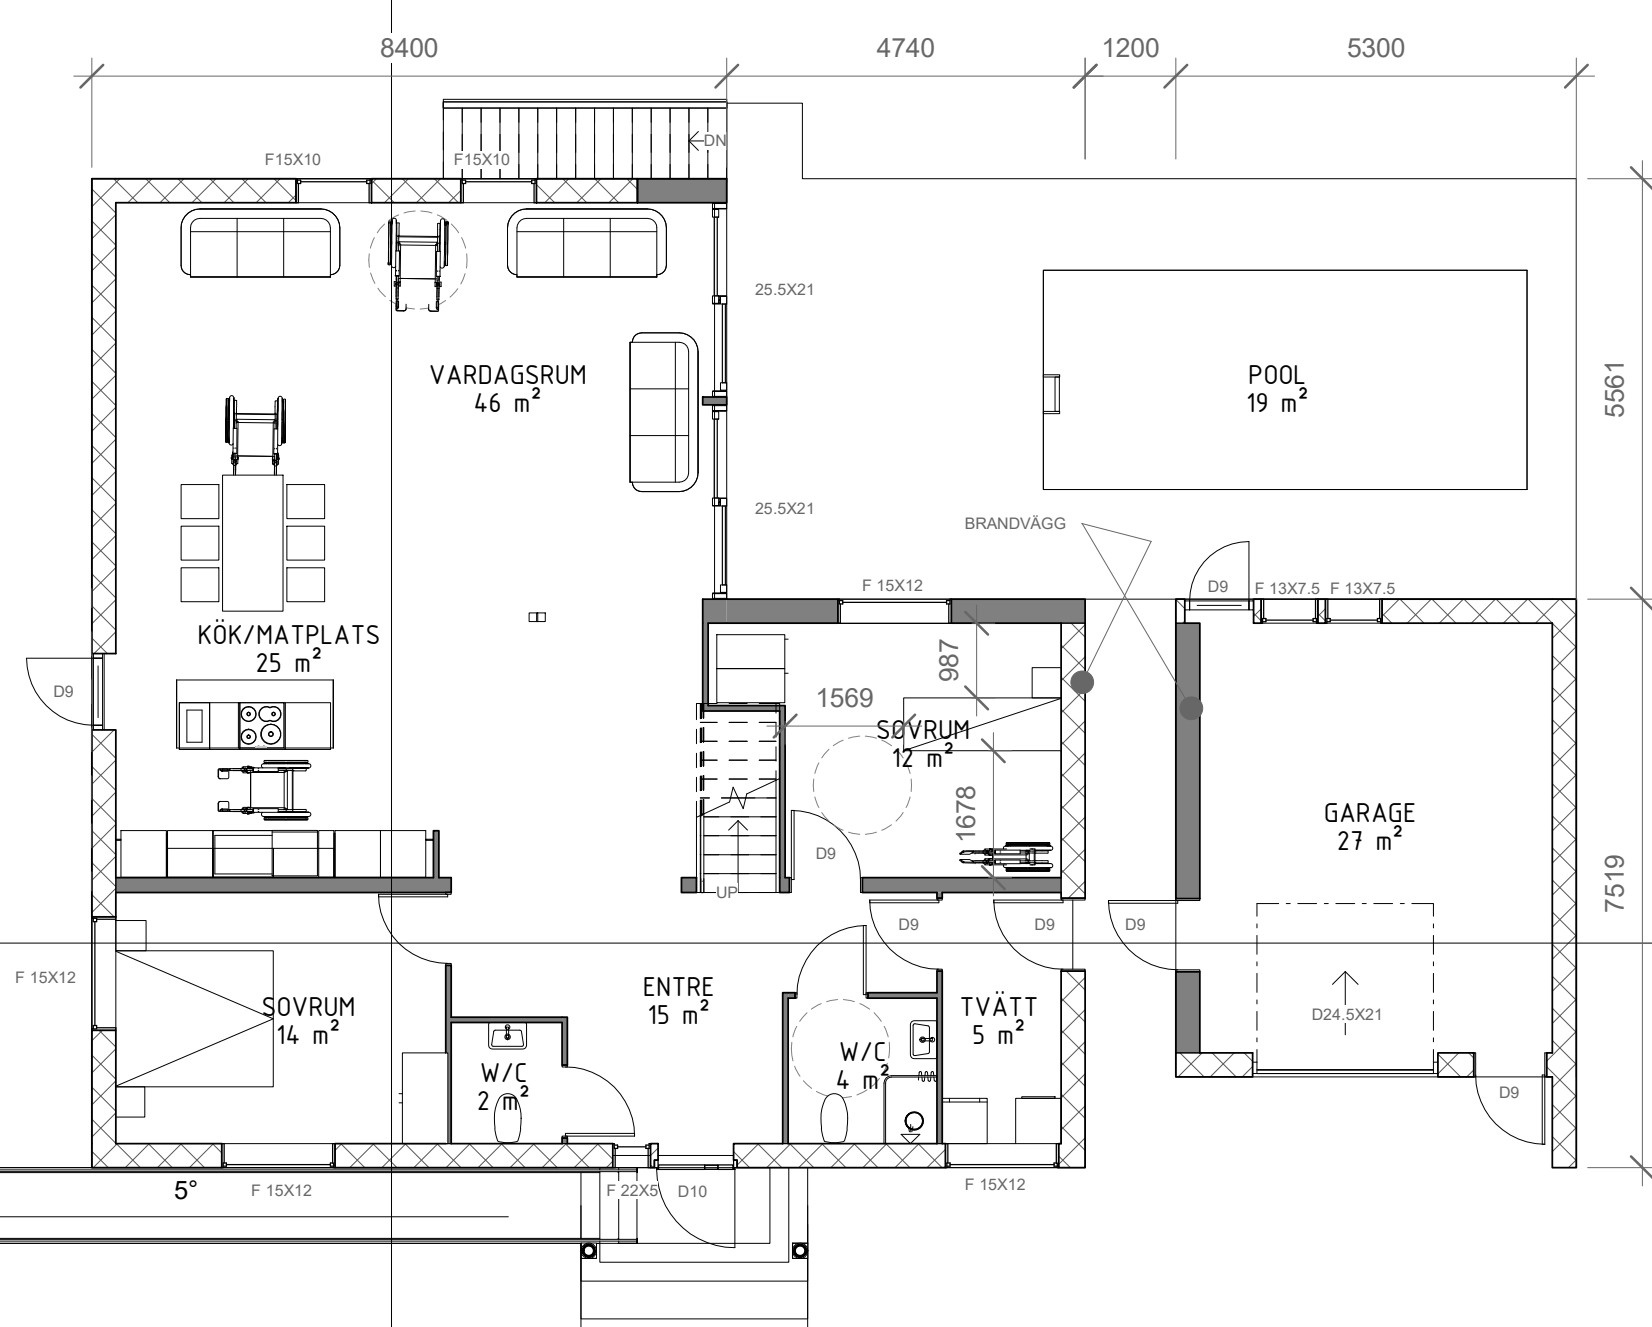 8400
4740
1200
5300
DN
F15X10
F15X10
25.5X21
VARDAGSRUM
46 m²
POOL
19 m²
5561
25.5X21
BRANDVÄGG
F 15X12
D9
F 13X7.5
F 13X7.5
KÖK/MATPLATS
25 m²
987
D9
1569
SOVRUM
12 m²
1678
GARAGE
27 m²
D9
7519
UP
D9
D9
D9
F 15X12
ENTRE
15 m²
SOVRUM
14 m²
TVÄTT
5 m²
D24.5X21
W/C
4 m²
W/C
2 m²
D9
5°
F 15X12
F 22X5
D10
F 15X12